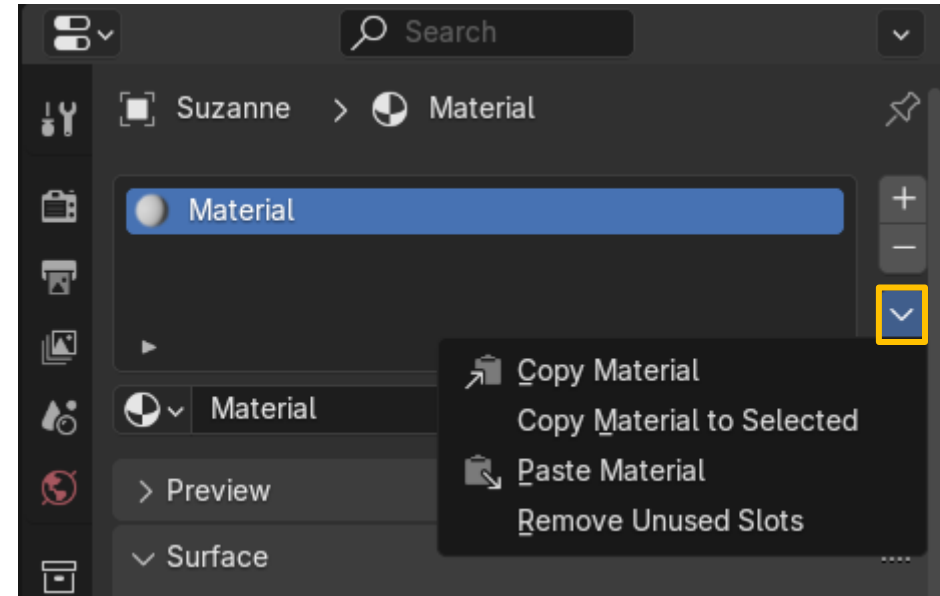 Search
Suzanne > Material
Material
Copy Material
Copy Material to Selected
Material
Paste Material
Preview
Remove Unused Slots
Surface